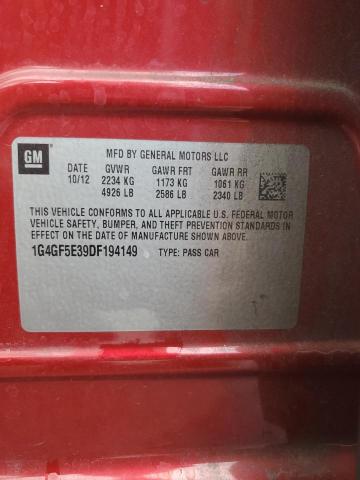 GM
MFD BY GENERAL MOTORS LLC
DATE GVWR GAWR FRT GAWR RR
10/12 2234 KG 1173 KG 1061 KG
4926 LB 2586 LB 2340 LB
THIS VEHICLE CONFORMS TO ALL APPLICABLE U.S. FEDERAL MOTOR
VEHICLE SAFETY, BUMPER, AND THEFT PREVENTION STANDARDS IN
EFFECT ON THE DATE OF MANUFACTURE SHOWN ABOVE.
1G4GF5E39DF194149 TYPE: PASS CAR